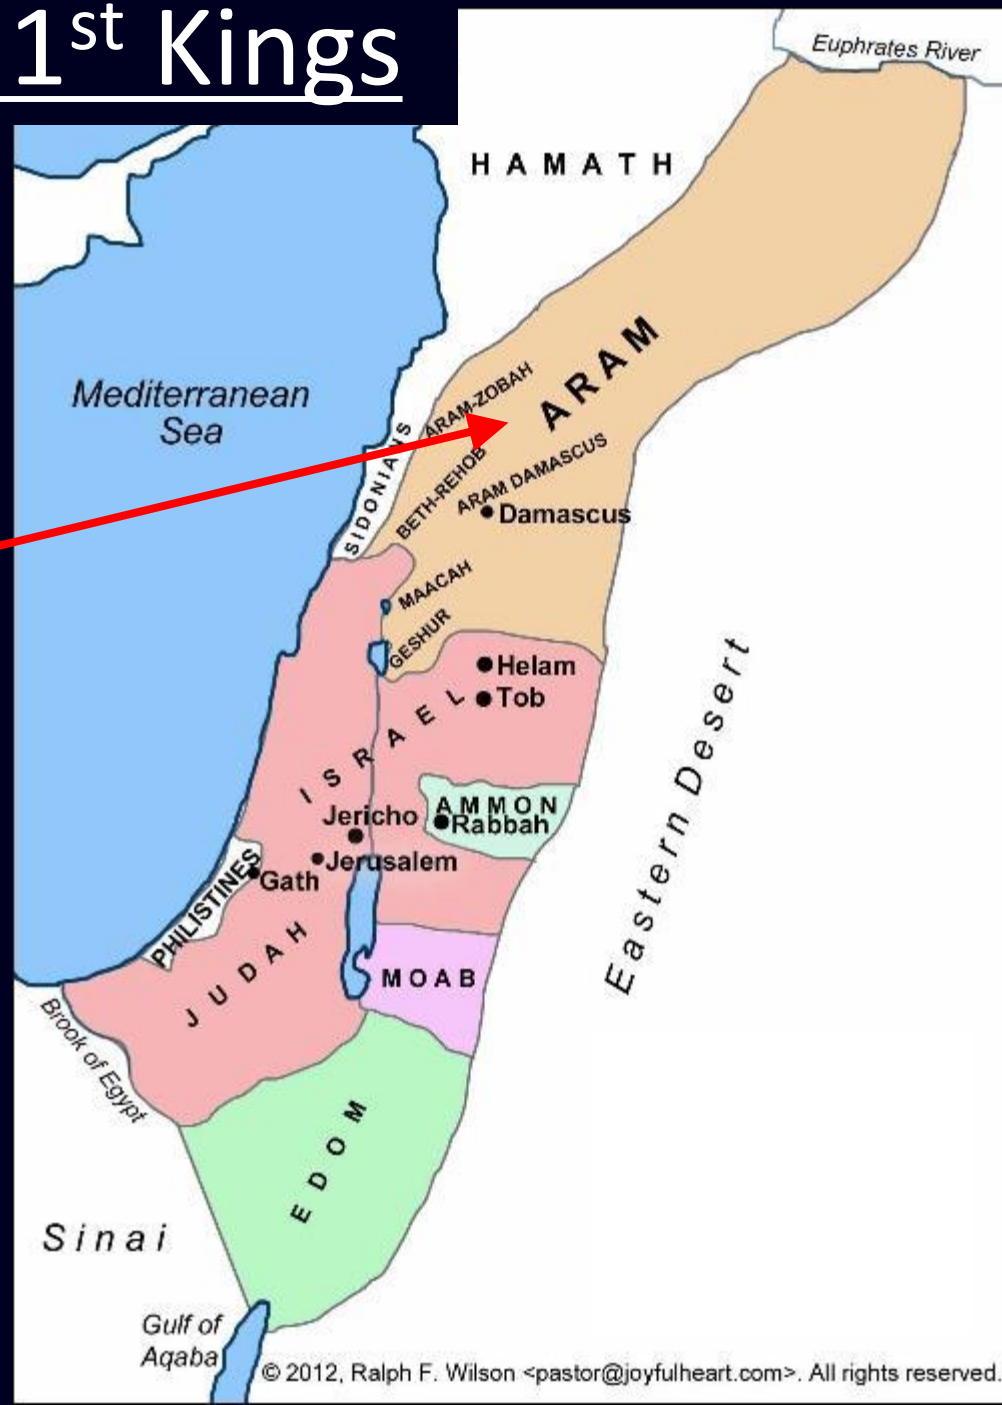 1st Kings
Euphrates River
HAMATH
Mediterranean
Sea
ARAM
ARAM-ZOBAH
SIDONIANS
BETH-REHOB
ARAM DAMASCUS
Damascus
MAACAH
GESHUR
Helam
Tob
ISRAEL
Eastern Desert
AMMON
Rabbah
Jericho
Jerusalem
Gath
PHILISTINES
JUDAH
MOAB
Brook of Egypt
EDOM
Sinai
Gulf of
Aqaba
© 2012, Ralph F. Wilson <pastor@joyfulheart.com>. All rights reserved.